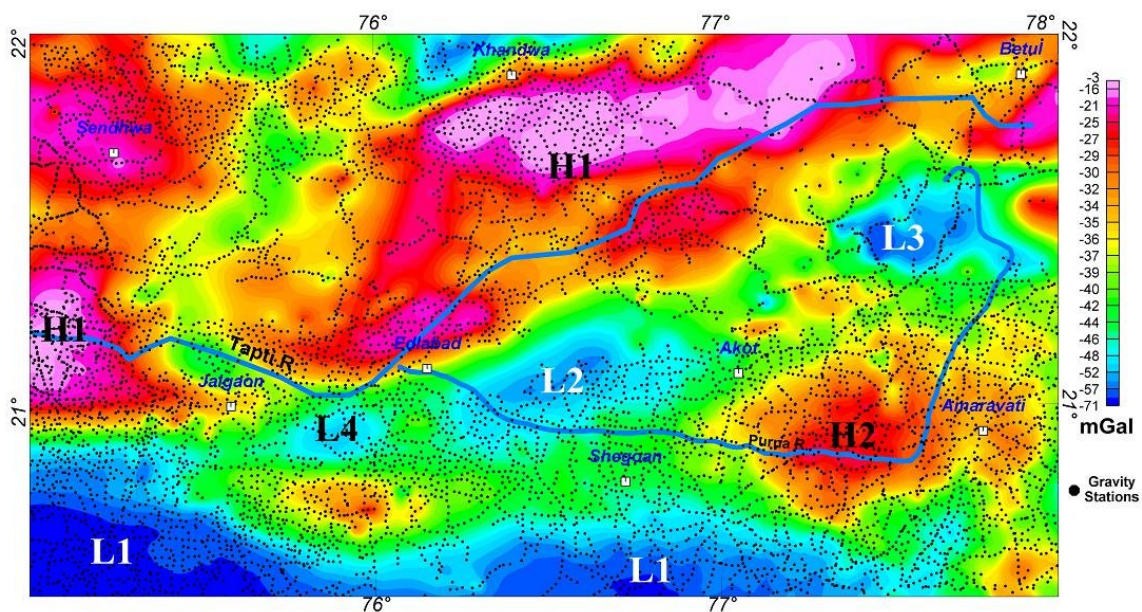 76°
77°
78°
22°
22°
Khandwa
Betul
Sendhwa
H1
L3
H1
Tapti R
Edlabad
Jalgaon
L2
Akot
21°
21°
L4
Amaravati
Purna R
H2
Shegoan
L1
L1
76°
77°
78°
-3
-16
-21
-25
-27
-29
-30
-32
-34
-36
-37
-39
-40
-42
-44
-46
-48
-52
-57
-71
mGal
Gravity
Stations